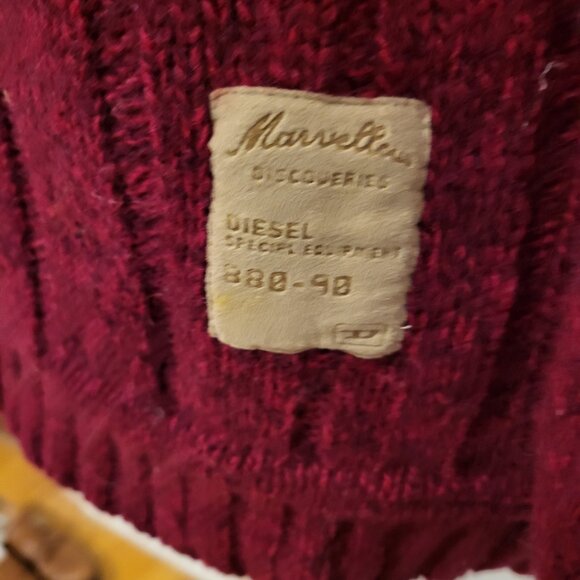 Marvellous
DISCOVERIES
DIESEL
SPECIAL EQUIPMENT
880-90